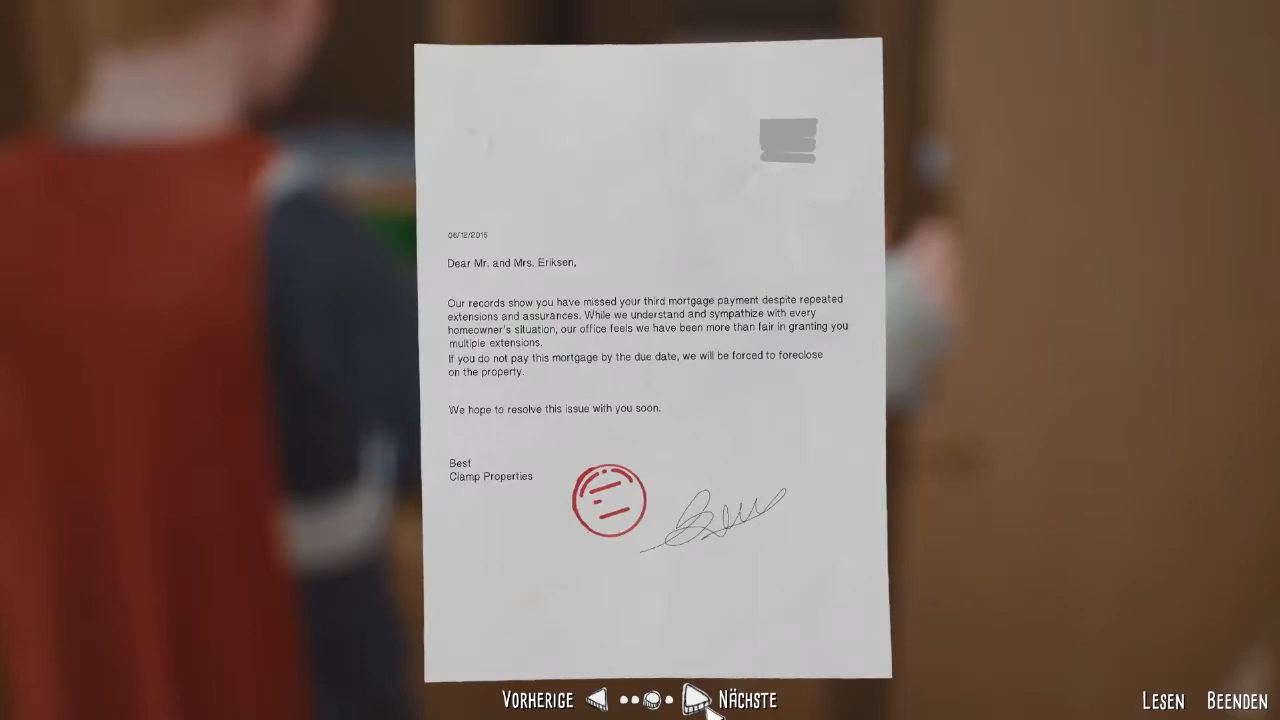 06/12/2015
Dear Mr. and Mrs. Eriksen,
Our records show you have missed your third mortgage payment despite repeated
extensions and assurances. While we understand and sympathize with every
homeowner's situation, our office feels we have been more than fair in granting you
multiple extensions.
If you do not pay this mortgage by the due date, we will be forced to foreclose
on the property.
We hope to resolve this issue with you soon.
Best
Clamp Properties
VORHERIGE
NÄCHSTE
LESEN
BEENDEN